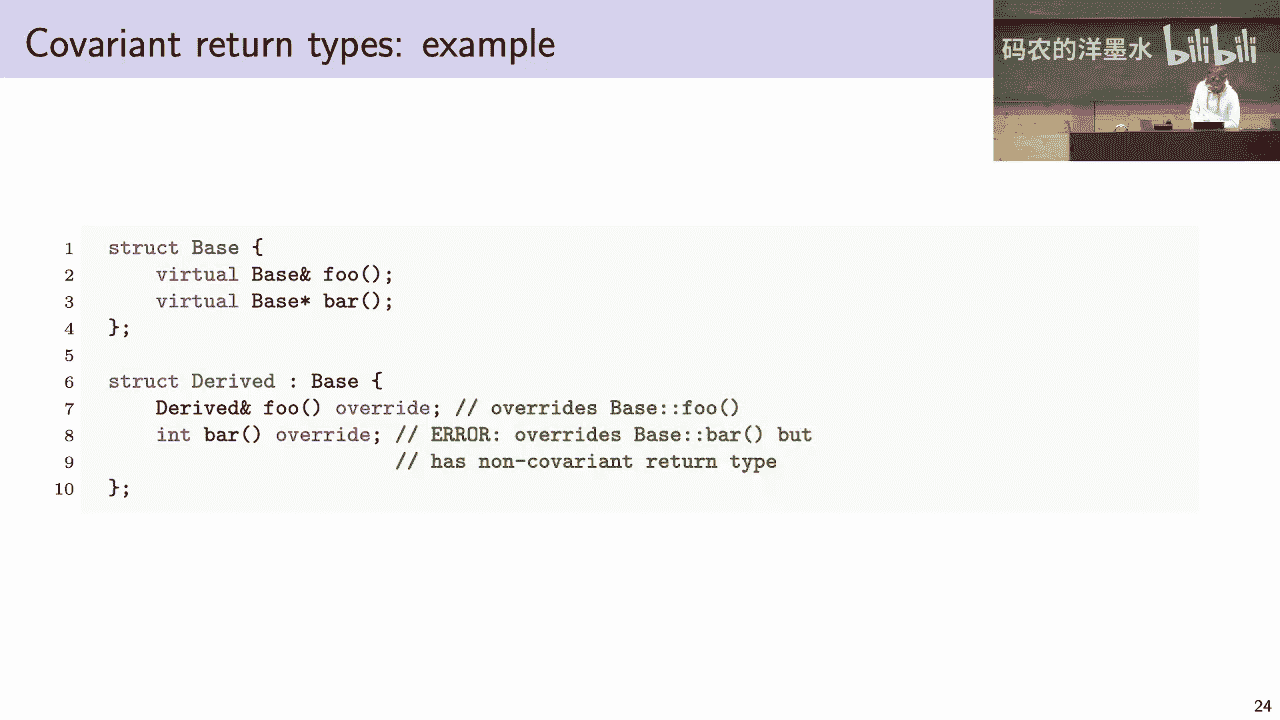 Covariant return types: example
码农的洋墨水 bilibili
1 struct Base {
2 virtual Base& foo();
3 virtual Base* bar();
4 };
5
6 struct Derived : Base {
7 Derived& foo() override; // overrides Base::foo()
8 int bar() override; // ERROR: overrides Base::bar() but
9 // has non-covariant return type
10 };
24